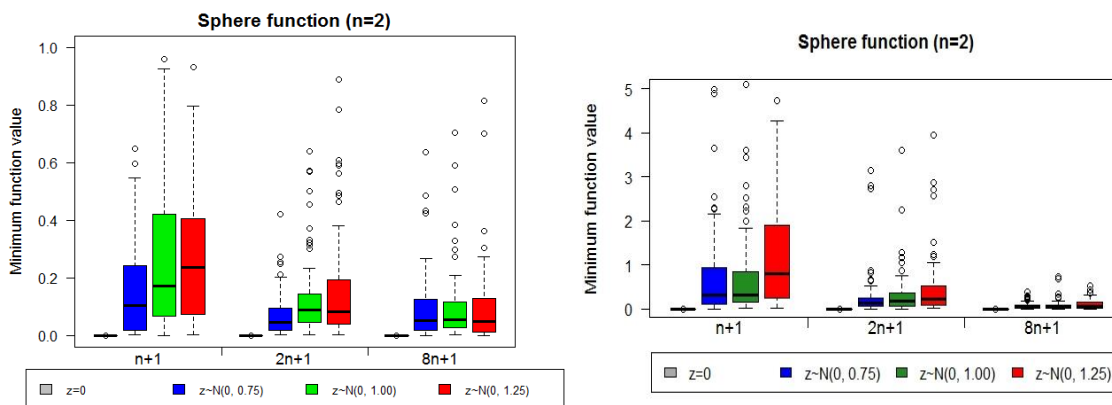 Sphere function (n=2)
Minimum function value
1.0
0.8
0.6
0.4
0.2
0.0
n+1 2n+1 8n+1
z=0 z~N(0, 0.75) z~N(0, 1.00) z~N(0, 1.25)
Sphere function (n=2)
Minimum function value
5
4
3
2
1
0
n+1 2n+1 8n+1
z=0 z~N(0, 0.75) z~N(0, 1.00) z~N(0, 1.25)